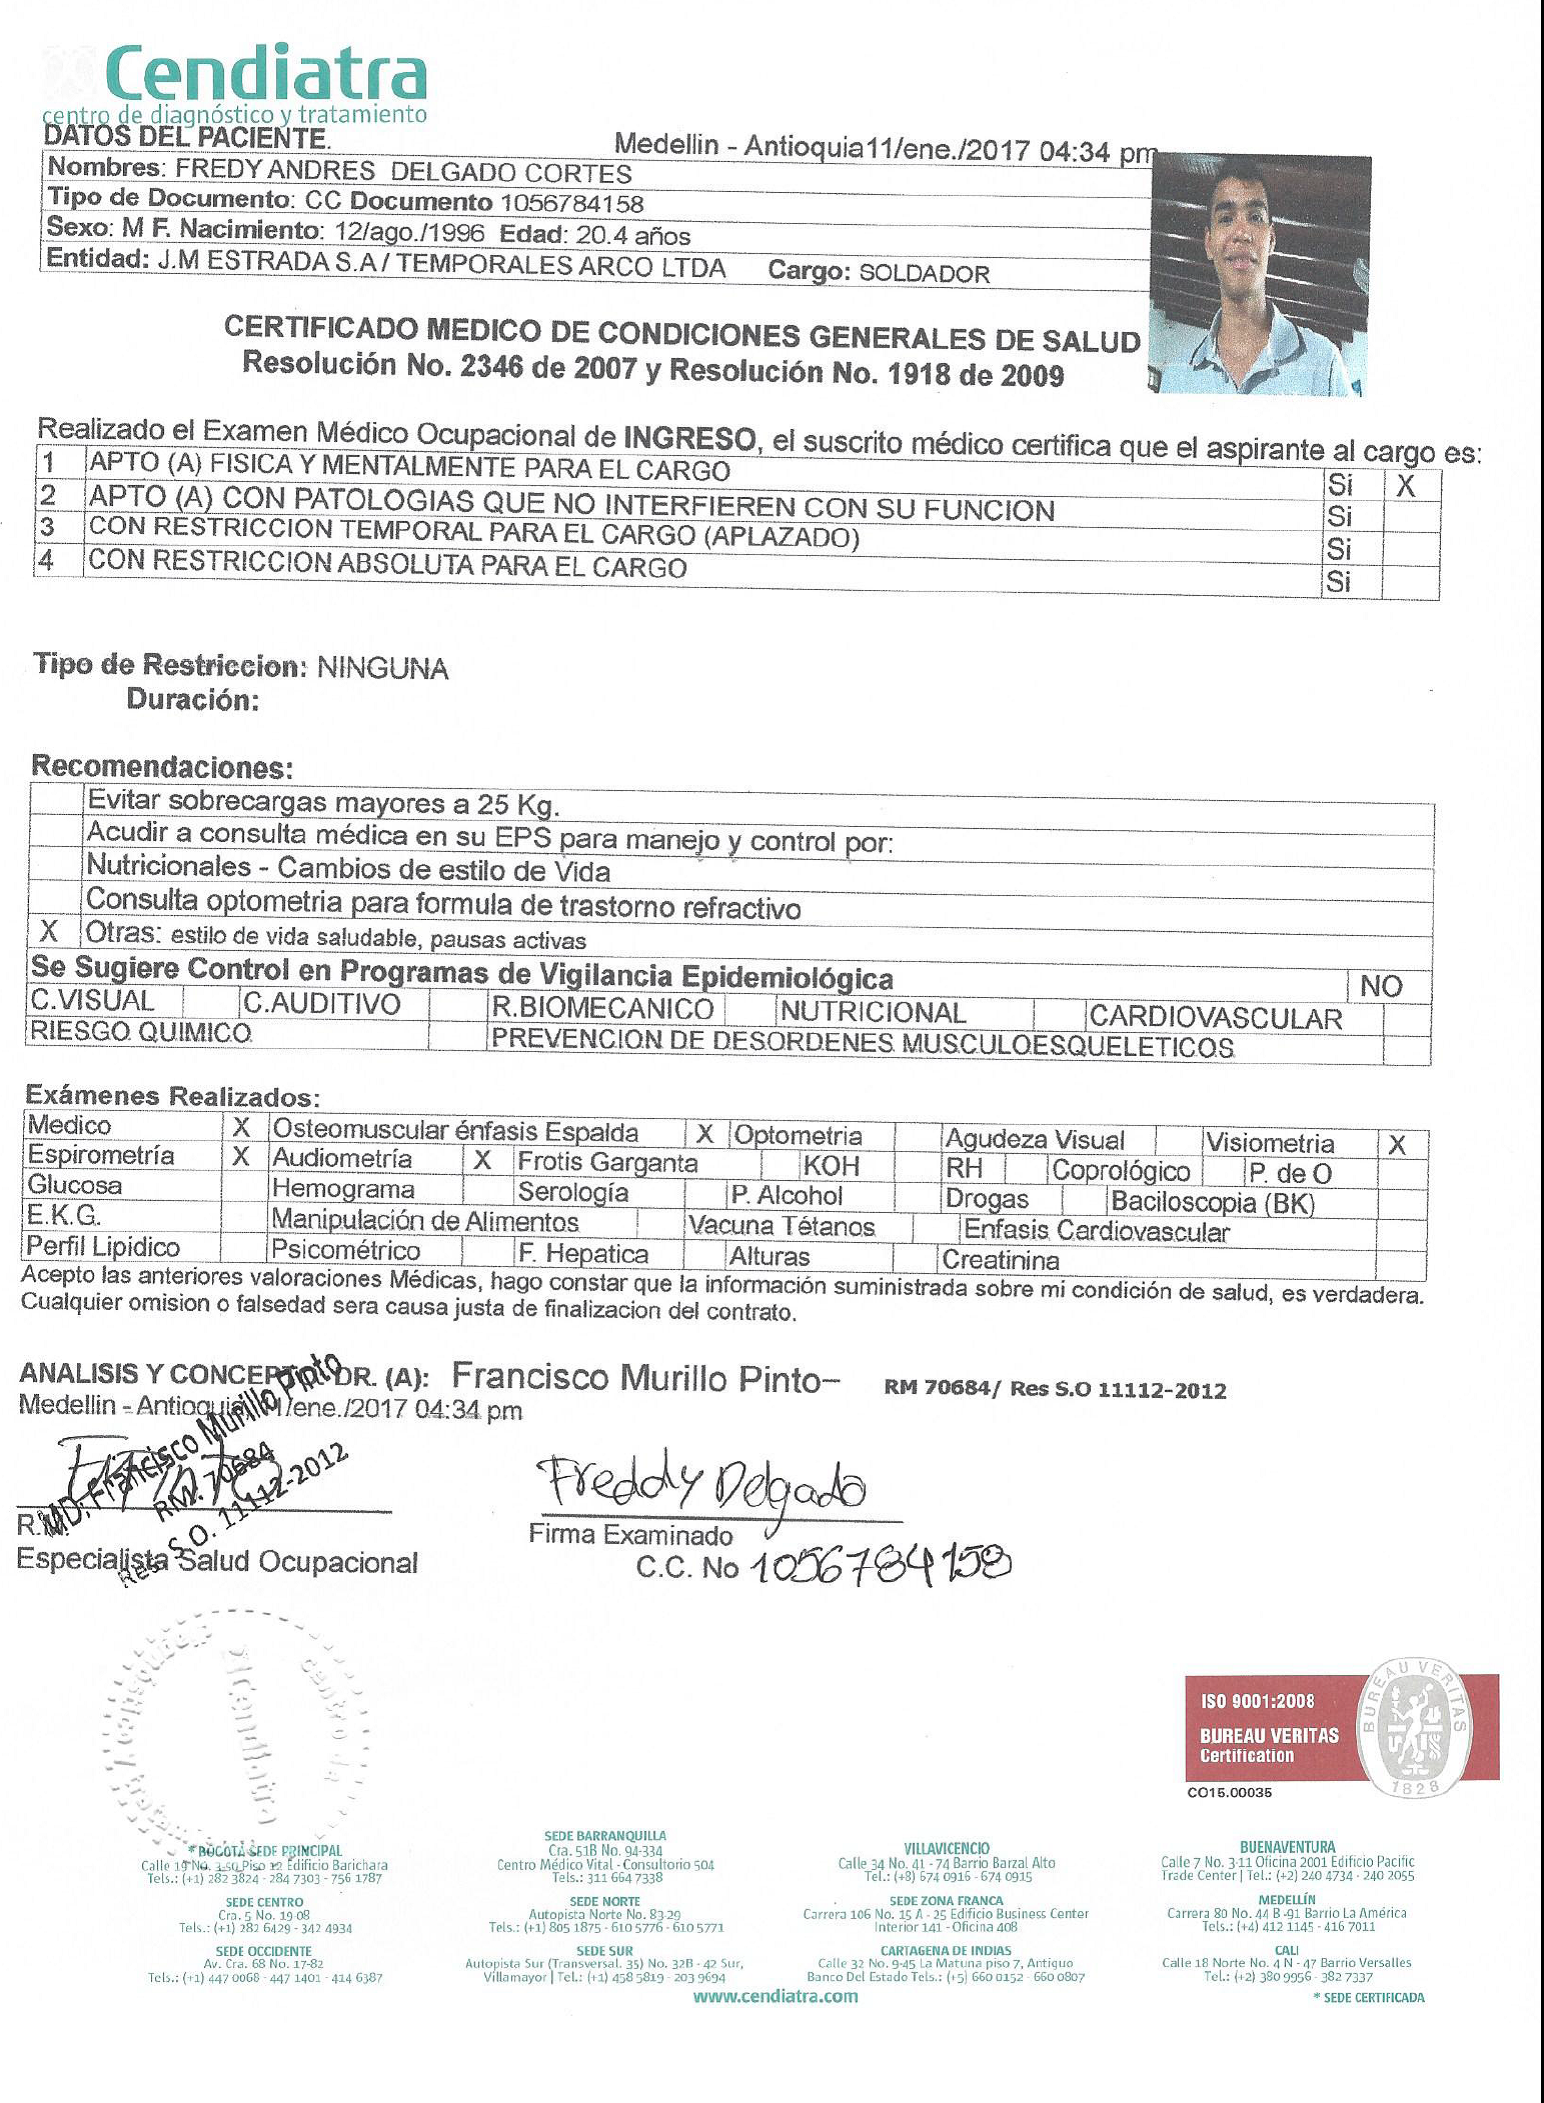 Cendiatra
centro de diagnóstico y tratamiento
DATOS DEL PACIENTE.
Medellin - Antioquia11/ene./2017 04:34 pm
Nombres: FREDY ANDRES DELGADO CORTES
Tipo de Documento: CC Documento 1056784158
Sexo: M F. Nacimiento: 12/ago./1996 Edad: 20.4 años
Entidad: J.M ESTRADA S.A / TEMPORALES ARCO LTDA Cargo: SOLDADOR
CERTIFICADO MEDICO DE CONDICIONES GENERALES DE SALUD
Resolución No. 2346 de 2007 y Resolución No. 1918 de 2009
Realizado el Examen Médico Ocupacional de INGRESO, el suscrito médico certifica que el aspirante al cargo es:
1 APTO (A) FISICA Y MENTALMENTE PARA EL CARGO Si X
2 APTO (A) CON PATOLOGIAS QUE NO INTERFIEREN CON SU FUNCION Si
3 CON RESTRICCION TEMPORAL PARA EL CARGO (APLAZADO) Si
4 CON RESTRICCION ABSOLUTA PARA EL CARGO Si
Tipo de Restriccion: NINGUNA
Duración:
Recomendaciones:
Evitar sobrecargas mayores a 25 Kg.
Acudir a consulta médica en su EPS para manejo y control por:
Nutricionales - Cambios de estilo de Vida
Consulta optometria para formula de trastorno refractivo
X Otras: estilo de vida saludable, pausas activas
Se Sugiere Control en Programas de Vigilancia Epidemiológica NO
C.VISUAL C.AUDITIVO R.BIOMECANICO NUTRICIONAL CARDIOVASCULAR
RIESGO QUIMICO PREVENCION DE DESORDENES MUSCULOESQUELETICOS
Exámenes Realizados:
Medico X Osteomuscular énfasis Espalda X Optometria Agudeza Visual Visiometria X
Espirometría X Audiometría X Frotis Garganta KOH RH Coprológico P. de O
Glucosa Hemograma Serología P. Alcohol Drogas Baciloscopia (BK)
E.K.G. Manipulación de Alimentos Vacuna Tétanos Enfasis Cardiovascular
Perfil Lipídico Psicométrico F. Hepatica Alturas Creatinina
Acepto las anteriores valoraciones Médicas, hago constar que la información suministrada sobre mi condición de salud, es verdadera.
Cualquier omision o falsedad sera causa justa de finalizacion del contrato.
ANALISIS Y CONCEPTO DR. (A): Francisco Murillo Pinto– RM 70684/ Res S.O 11112-2012
Medellin - Antioquia 11/ene./2017 04:34 pm
MD. Francisco Murillo Pinto
RM. 70684
Res. S.O. 11112-2012
Freddy Delgado
R.M.
Firma Examinado
Especialista Salud Ocupacional
C.C. No 1056784158
centro de
Cendiatra
ISO 9001:2008
BUREAU VERITAS
Certification
BUREAU VERITAS
1828
CO15.00035
* BOGOTÁ SEDE PRINCIPAL
Calle 19 No. 3-50 Piso 12 Edificio Barichara
Tels.: (+1) 282 3824 - 284 7303 - 756 1787
SEDE CENTRO
Cra. 5 No. 19-08
Tels.: (+1) 282 6429 - 342 4934
SEDE OCCIDENTE
Av. Cra. 68 No. 17-82
Tels.: (+1) 447 0068 - 447 1401 - 414 6387
SEDE BARRANQUILLA
Cra. 51B No. 94-334
Centro Médico Vital - Consultorio 504
Tels.: 311 664 7338
SEDE NORTE
Autopista Norte No. 83-29
Tels.: (+1) 805 1875 - 610 5776 - 610 5771
SEDE SUR
Autopista Sur (Transversal. 35) No. 32B - 42 Sur,
Villamayor | Tel.: (+1) 458 5819 - 203 9694
VILLAVICENCIO
Calle 34 No. 41 - 74 Barrio Barzal Alto
Tel.: (+8) 674 0916 - 674 0915
SEDE ZONA FRANCA
Carrera 106 No. 15 A - 25 Edificio Business Center
Interior 141 - Oficina 408
CARTAGENA DE INDIAS
Calle 32 No. 9-45 La Matuna piso 7, Antiguo
Banco Del Estado Tels.: (+5) 660 0152 - 660 0807
BUENAVENTURA
Calle 7 No. 3-11 Oficina 2001 Edificio Pacific
Trade Center | Tel.: (+2) 240 4734 - 240 2055
MEDELLÍN
Carrera 80 No. 44 B -91 Barrio La América
Tels.: (+4) 412 1145 - 416 7011
CALI
Calle 18 Norte No. 4 N - 47 Barrio Versalles
Tel.: (+2) 380 9956 - 382 7337
www.cendiatra.com
* SEDE CERTIFICADA